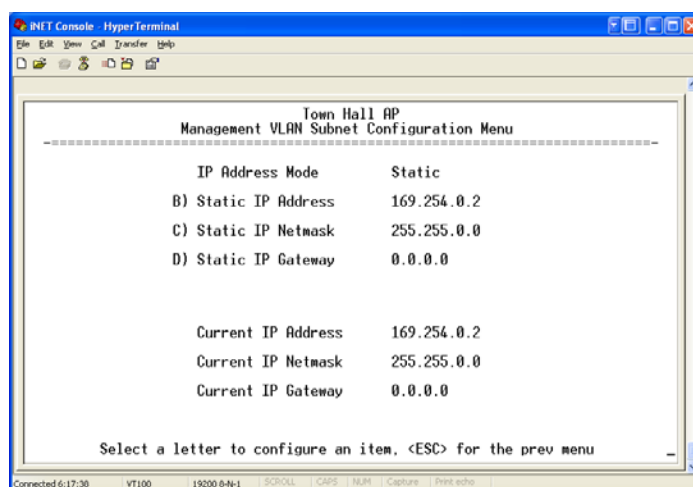 iNET Console - HyperTerminal
File Edit View Call Transfer Help
Town Hall AP
Management VLAN Subnet Configuration Menu
IP Address Mode Static
B) Static IP Address 169.254.0.2
C) Static IP Netmask 255.255.0.0
D) Static IP Gateway 0.0.0.0
Current IP Address 169.254.0.2
Current IP Netmask 255.255.0.0
Current IP Gateway 0.0.0.0
Select a letter to configure an item, <ESC> for the prev menu
Connected 6:17:38 VT100 19200 8-N-1 SCROLL CAPS NUM Capture Print echo